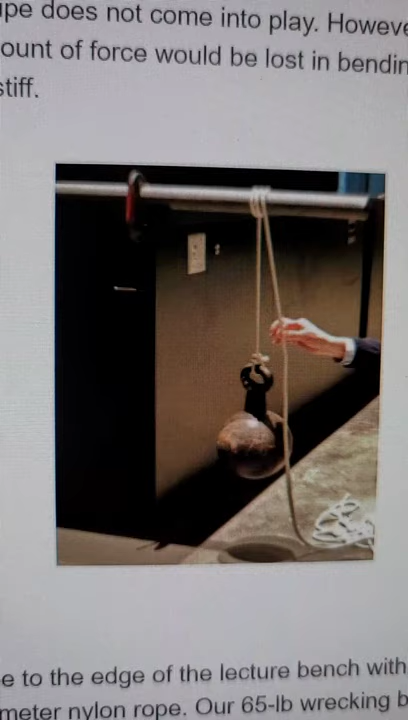 ipe does not come into play. Howeve
ount of force would be lost in bendin
stiff.
e to the edge of the lecture bench with
meter nylon rope. Our 65-lb wrecking b